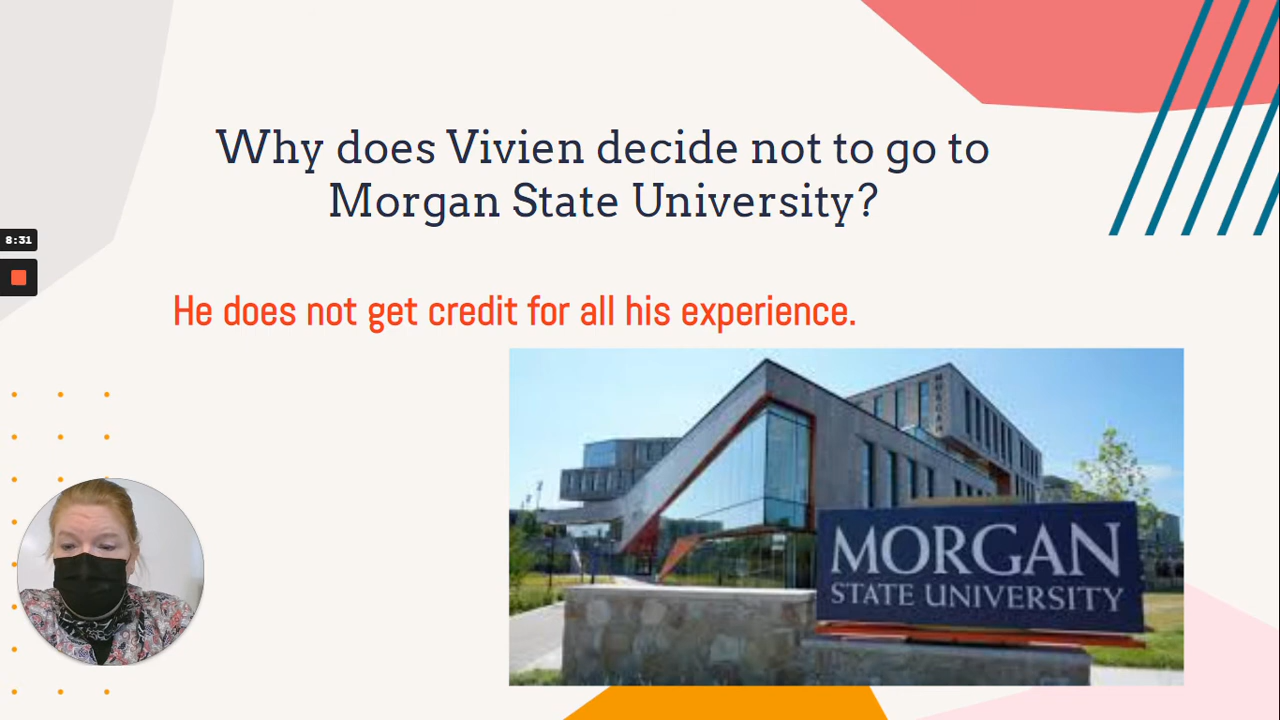 Why does Vivien decide not to go to
Morgan State University?
8:31
He does not get credit for all his experience.
MORGAN
MORGAN
STATE UNIVERSITY